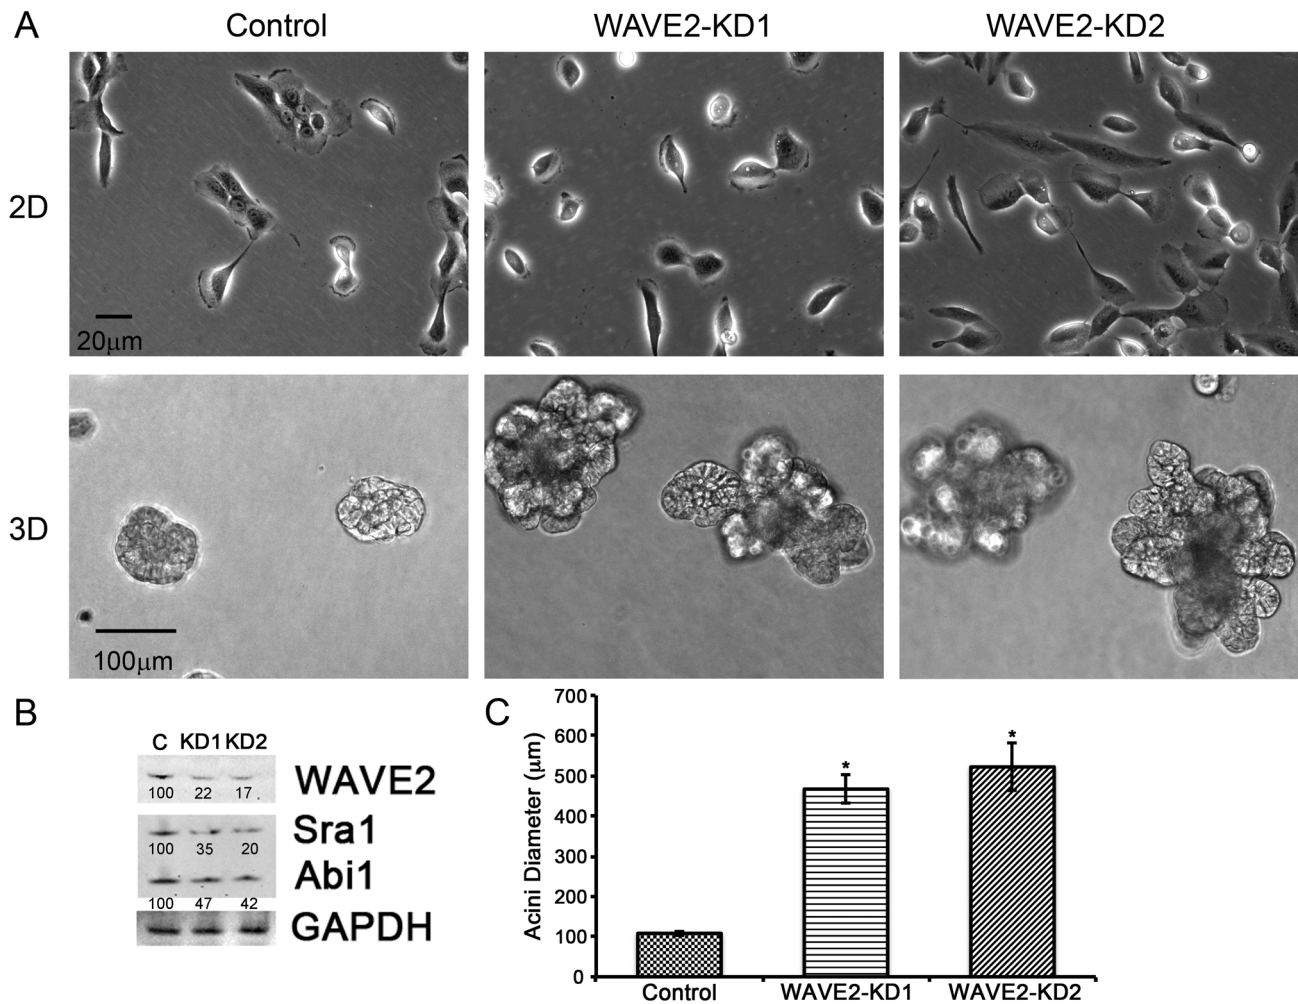 A
Control
WAVE2-KD1
WAVE2-KD2
2D
20μm
3D
100μm
B
C KD1 KD2
WAVE2
100 22 17
Sra1
100 35 20
Abi1
100 47 42
GAPDH
C
Acini Diameter (μm)
700
600
500
400
300
200
100
0
*
*
Control
WAVE2-KD1
WAVE2-KD2